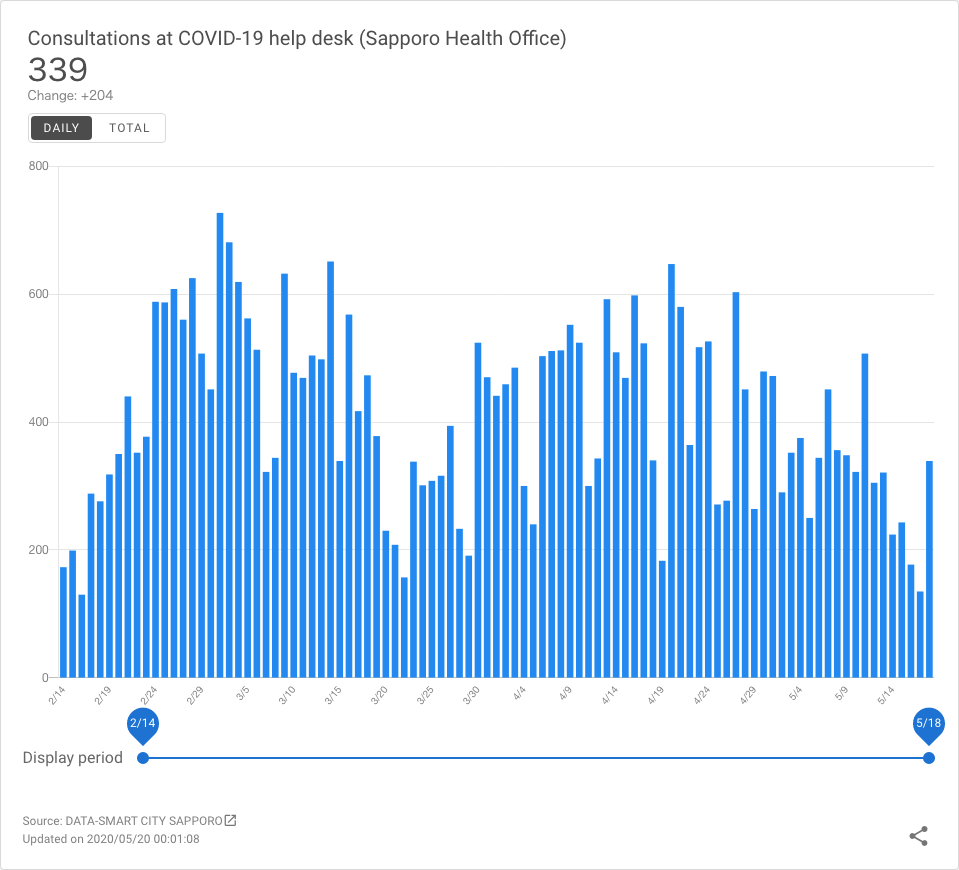 Consultations at COVID-19 help desk (Sapporo Health Office)
339
Change: +204
DAILY TOTAL
800
600
400
200
0
2/14 2/19 2/24 2/29 3/5 3/10 3/15 3/20 3/25 3/30 4/4 4/9 4/14 4/19 4/24 4/29 5/4 5/9 5/14
2/14 5/18
Display period
Source: DATA-SMART CITY SAPPORO
Updated on 2020/05/20 00:01:08